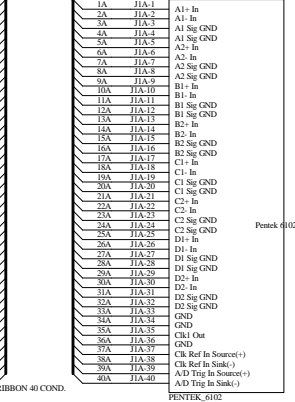 1A J1A-1 A1+ In
2A J1A-2 A1- In
3A J1A-3 A1 Sig GND
4A J1A-4 A1 Sig GND
5A J1A-5 A2+ In
6A J1A-6 A2- In
7A J1A-7 A2 Sig GND
8A J1A-8 A2 Sig GND
9A J1A-9 B1+ In
10A J1A-10 B1- In
11A J1A-11 B1 Sig GND
12A J1A-12 B1 Sig GND
13A J1A-13 B2+ In
14A J1A-14 B2- In
15A J1A-15 B2 Sig GND
16A J1A-16 B2 Sig GND
17A J1A-17 C1+ In
18A J1A-18 C1- In
19A J1A-19 C1 Sig GND
20A J1A-20 C1 Sig GND
21A J1A-21 C2+ In
22A J1A-22 C2- In
23A J1A-23 C2 Sig GND
24A J1A-24 C2 Sig GND
25A J1A-25 D1+ In
26A J1A-26 D1- In
27A J1A-27 D1 Sig GND
28A J1A-28 D1 Sig GND
29A J1A-29 D2+ In
30A J1A-30 D2- In
31A J1A-31 D2 Sig GND
32A J1A-32 D2 Sig GND
33A J1A-33 GND
34A J1A-34 GND
35A J1A-35 Clk1 Out
36A J1A-36 GND
37A J1A-37 Clk Ref In Source(+)
38A J1A-38 Clk Ref In Sink(-)
39A J1A-39 A/D Trig In Source(+)
40A J1A-40 A/D Trig In Sink(-)
Pentek 6102
RIBBON 40 COND.
PENTEK_6102